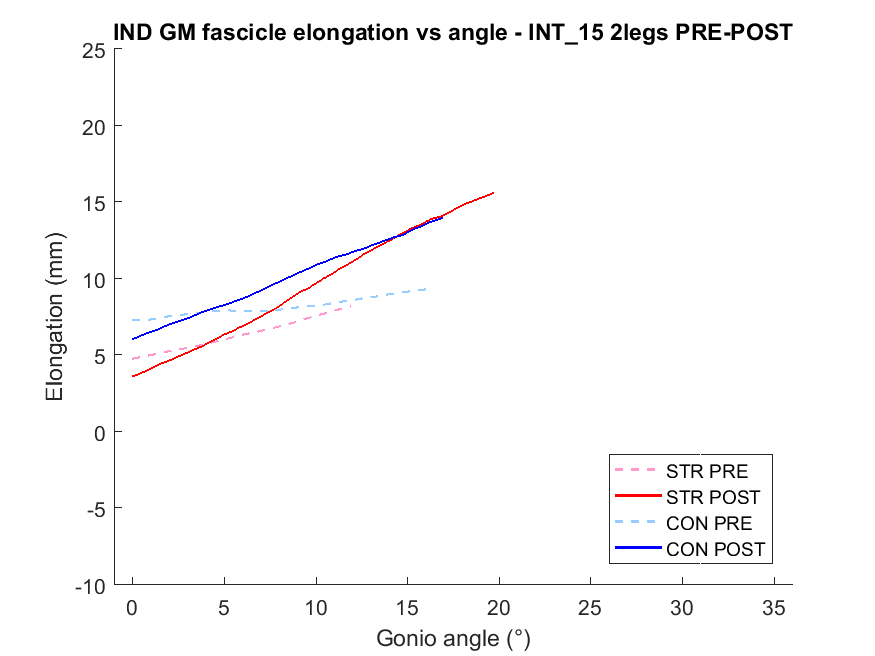 IND GM fascicle elongation vs angle - INT_15 2legs PRE-POST
25
20
15
10
5
0
-5
-10
Elongation (mm)
0 5 10 15 20 25 30 35
Gonio angle (°)
STR PRE
STR POST
CON PRE
CON POST